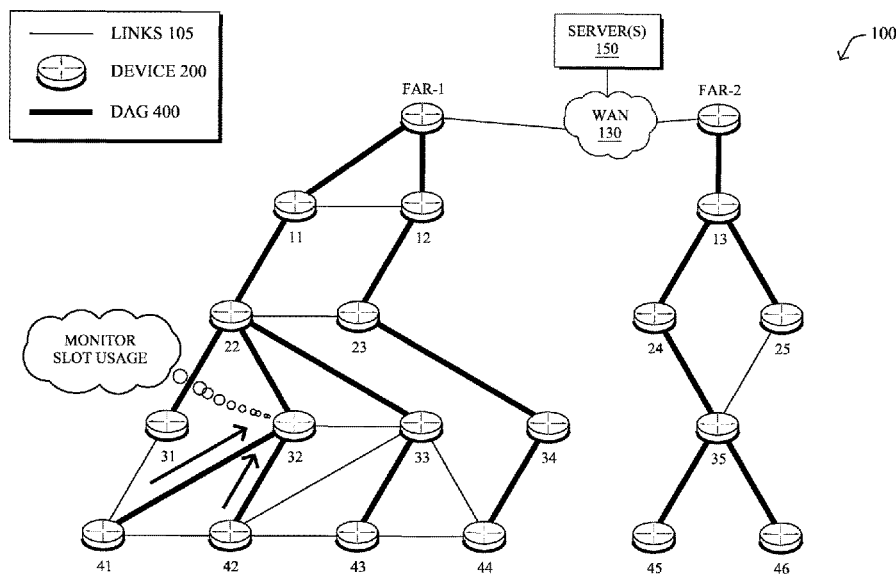 LINKS 105
DEVICE 200
DAG 400
SERVER(S)
150
100
FAR-1
WAN
130
FAR-2
11
12
13
22
23
24
25
MONITOR
SLOT USAGE
31
32
33
34
35
41
42
43
44
45
46